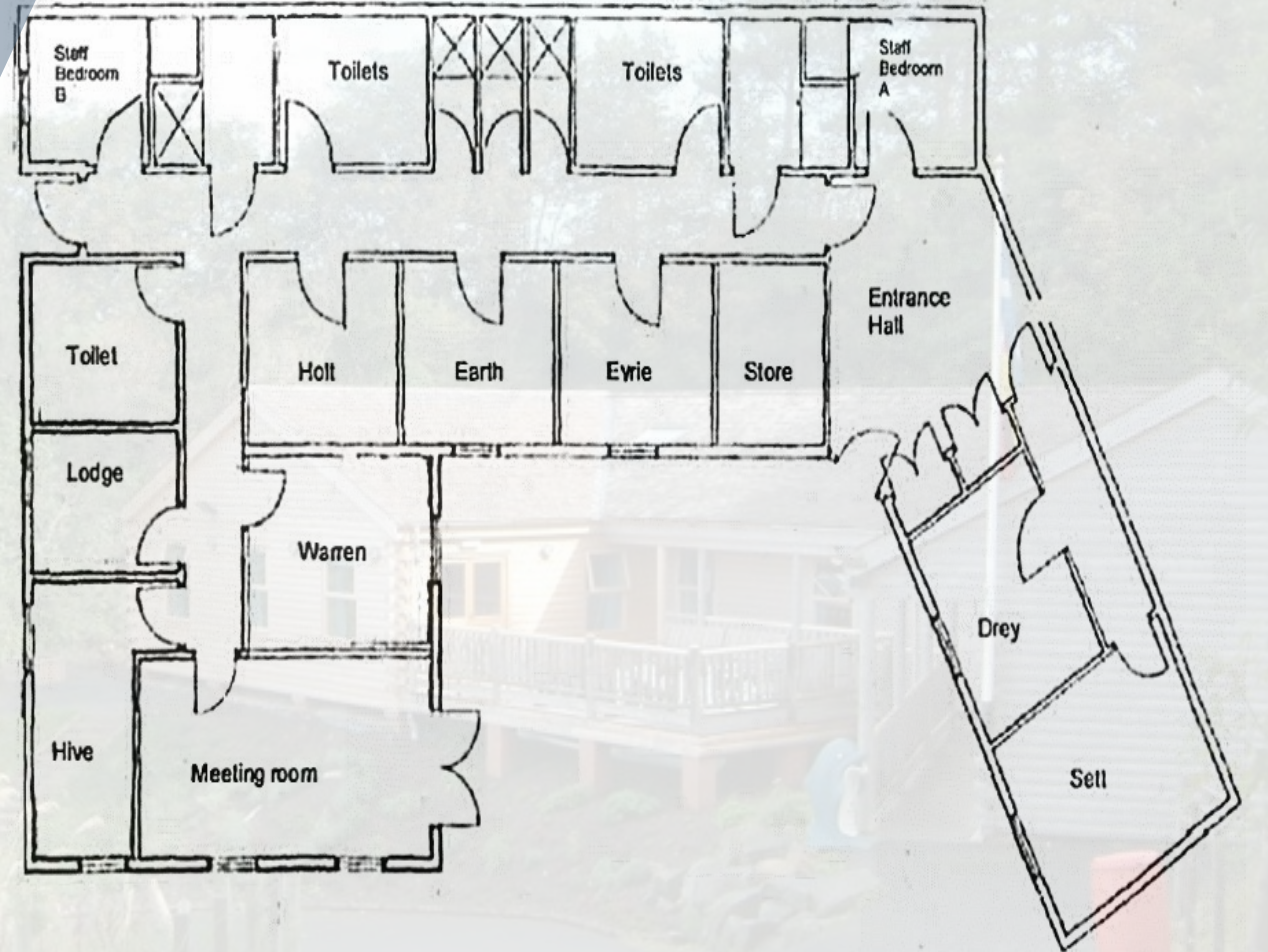 Staff
Bedroom
B
Toilets
Toilets
Staff
Bedroom
A
Entrance
Hall
Toilet
Holt
Earth
Eyrie
Store
Lodge
Warren
Drey
Hive
Meeting room
Sett